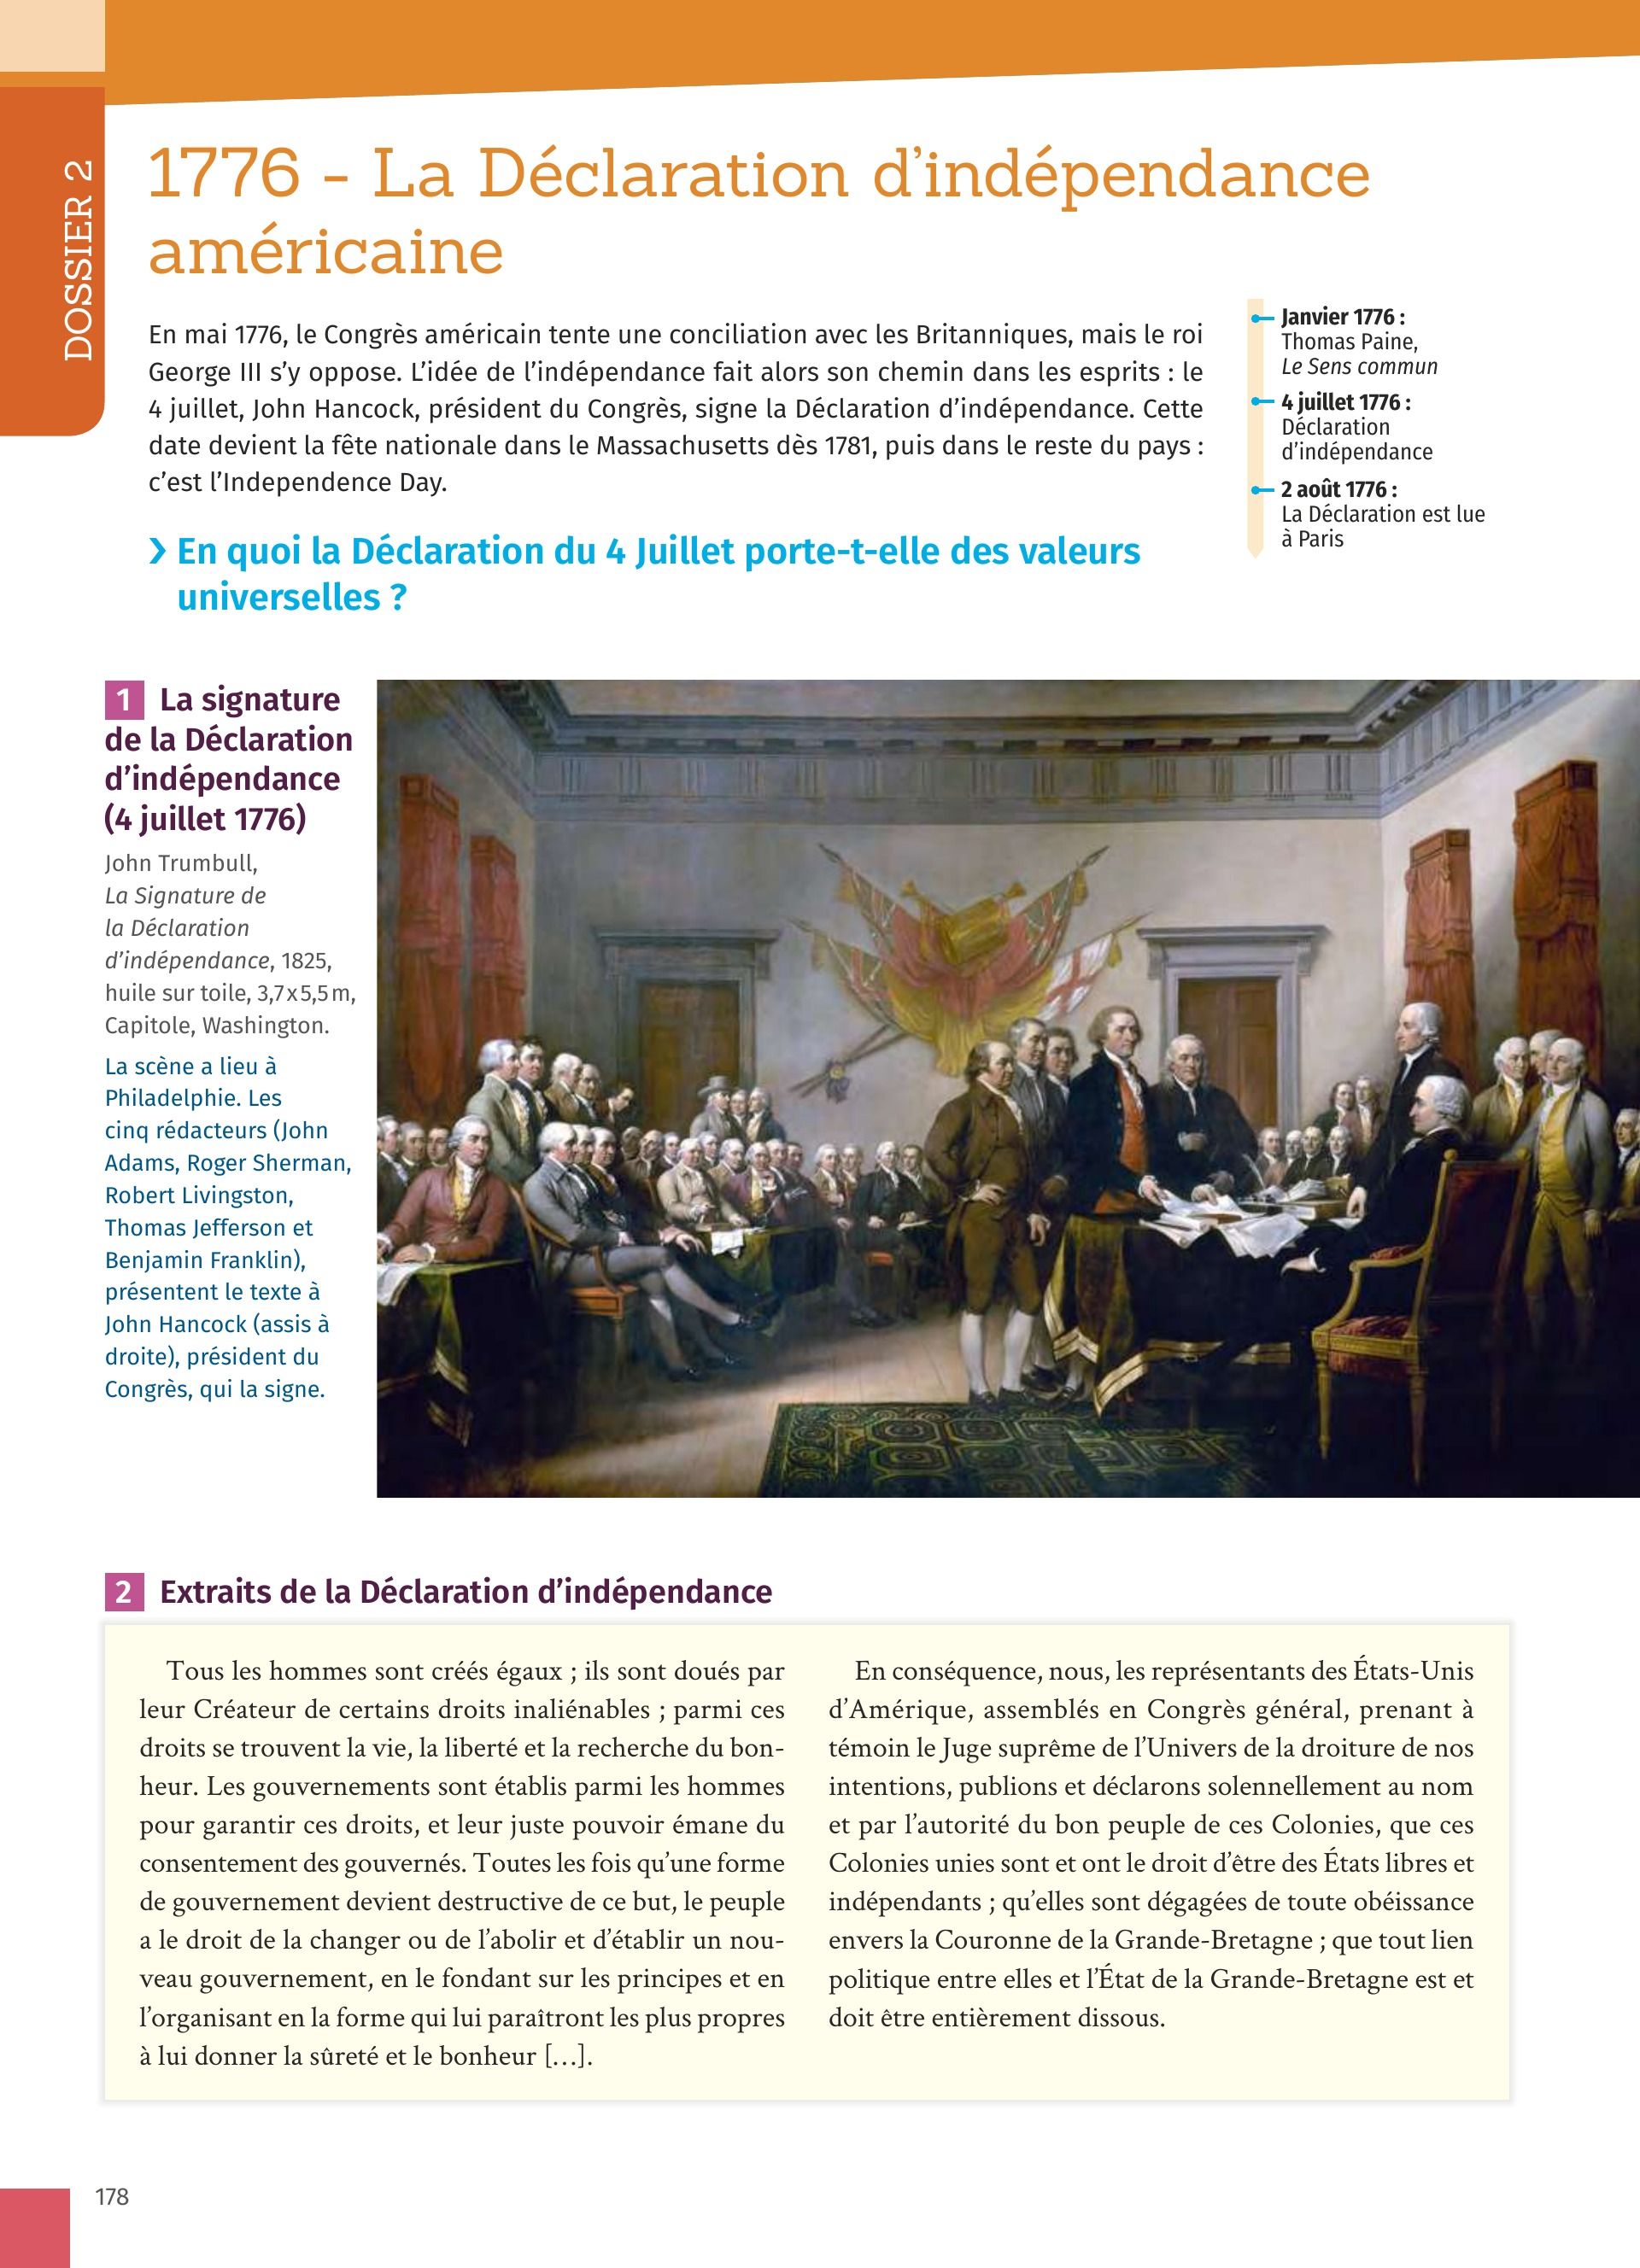 DOSSIER 2
1776 - La Déclaration d’indépendance
américaine
En mai 1776, le Congrès américain tente une conciliation avec les Britanniques, mais le roi
George III s’y oppose. L’idée de l’indépendance fait alors son chemin dans les esprits : le
4 juillet, John Hancock, président du Congrès, signe la Déclaration d’indépendance. Cette
date devient la fête nationale dans le Massachusetts dès 1781, puis dans le reste du pays :
c’est l’Independence Day.
Janvier 1776 :
Thomas Paine,
Le Sens commun
4 juillet 1776 :
Déclaration
d’indépendance
2 août 1776 :
La Déclaration est lue
à Paris
› En quoi la Déclaration du 4 Juillet porte-t-elle des valeurs
universelles ?
1 La signature
de la Déclaration
d’indépendance
(4 juillet 1776)
John Trumbull,
La Signature de
la Déclaration
d’indépendance, 1825,
huile sur toile, 3,7 x 5,5 m,
Capitole, Washington.
La scène a lieu à
Philadelphie. Les
cinq rédacteurs (John
Adams, Roger Sherman,
Robert Livingston,
Thomas Jefferson et
Benjamin Franklin),
présentent le texte à
John Hancock (assis à
droite), président du
Congrès, qui la signe.
2 Extraits de la Déclaration d’indépendance
Tous les hommes sont créés égaux ; ils sont doués par
leur Créateur de certains droits inaliénables ; parmi ces
droits se trouvent la vie, la liberté et la recherche du bon-
heur. Les gouvernements sont établis parmi les hommes
pour garantir ces droits, et leur juste pouvoir émane du
consentement des gouvernés. Toutes les fois qu’une forme
de gouvernement devient destructive de ce but, le peuple
a le droit de la changer ou de l’abolir et d’établir un nou-
veau gouvernement, en le fondant sur les principes et en
l’organisant en la forme qui lui paraîtront les plus propres
à lui donner la sûreté et le bonheur […].
En conséquence, nous, les représentants des États-Unis
d’Amérique, assemblés en Congrès général, prenant à
témoin le Juge suprême de l’Univers de la droiture de nos
intentions, publions et déclarons solennellement au nom
et par l’autorité du bon peuple de ces Colonies, que ces
Colonies unies sont et ont le droit d’être des États libres et
indépendants ; qu’elles sont dégagées de toute obéissance
envers la Couronne de la Grande-Bretagne ; que tout lien
politique entre elles et l’État de la Grande-Bretagne est et
doit être entièrement dissous.
178